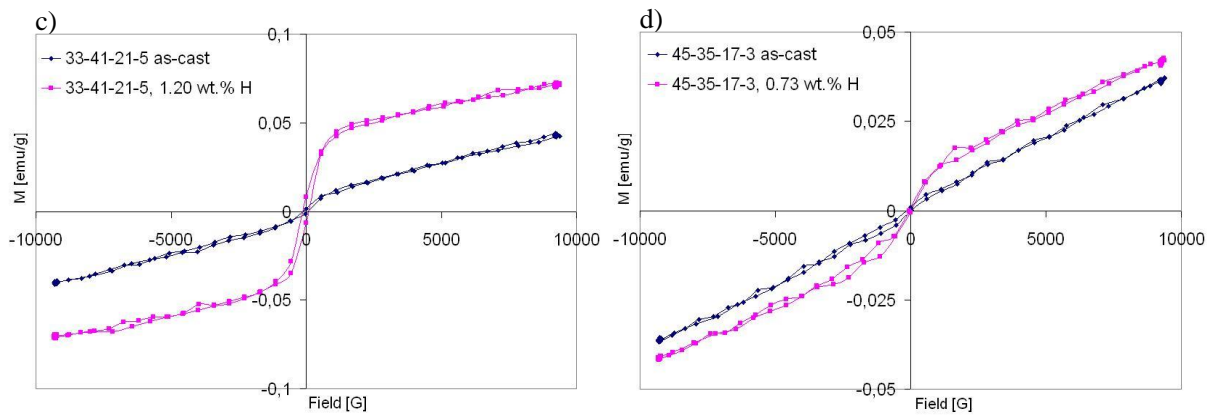 c)
33-41-21-5 as-cast
33-41-21-5, 1.20 wt.% H
M [emu/g]
0,1
0,05
0
-0,05
-0,1
-10000
-5000
0
5000
10000
Field [G]
d)
45-35-17-3 as-cast
45-35-17-3, 0.73 wt.% H
M [emu/g]
0,05
0,025
0
-0,025
-0,05
-10000
-5000
0
5000
10000
Field [G]